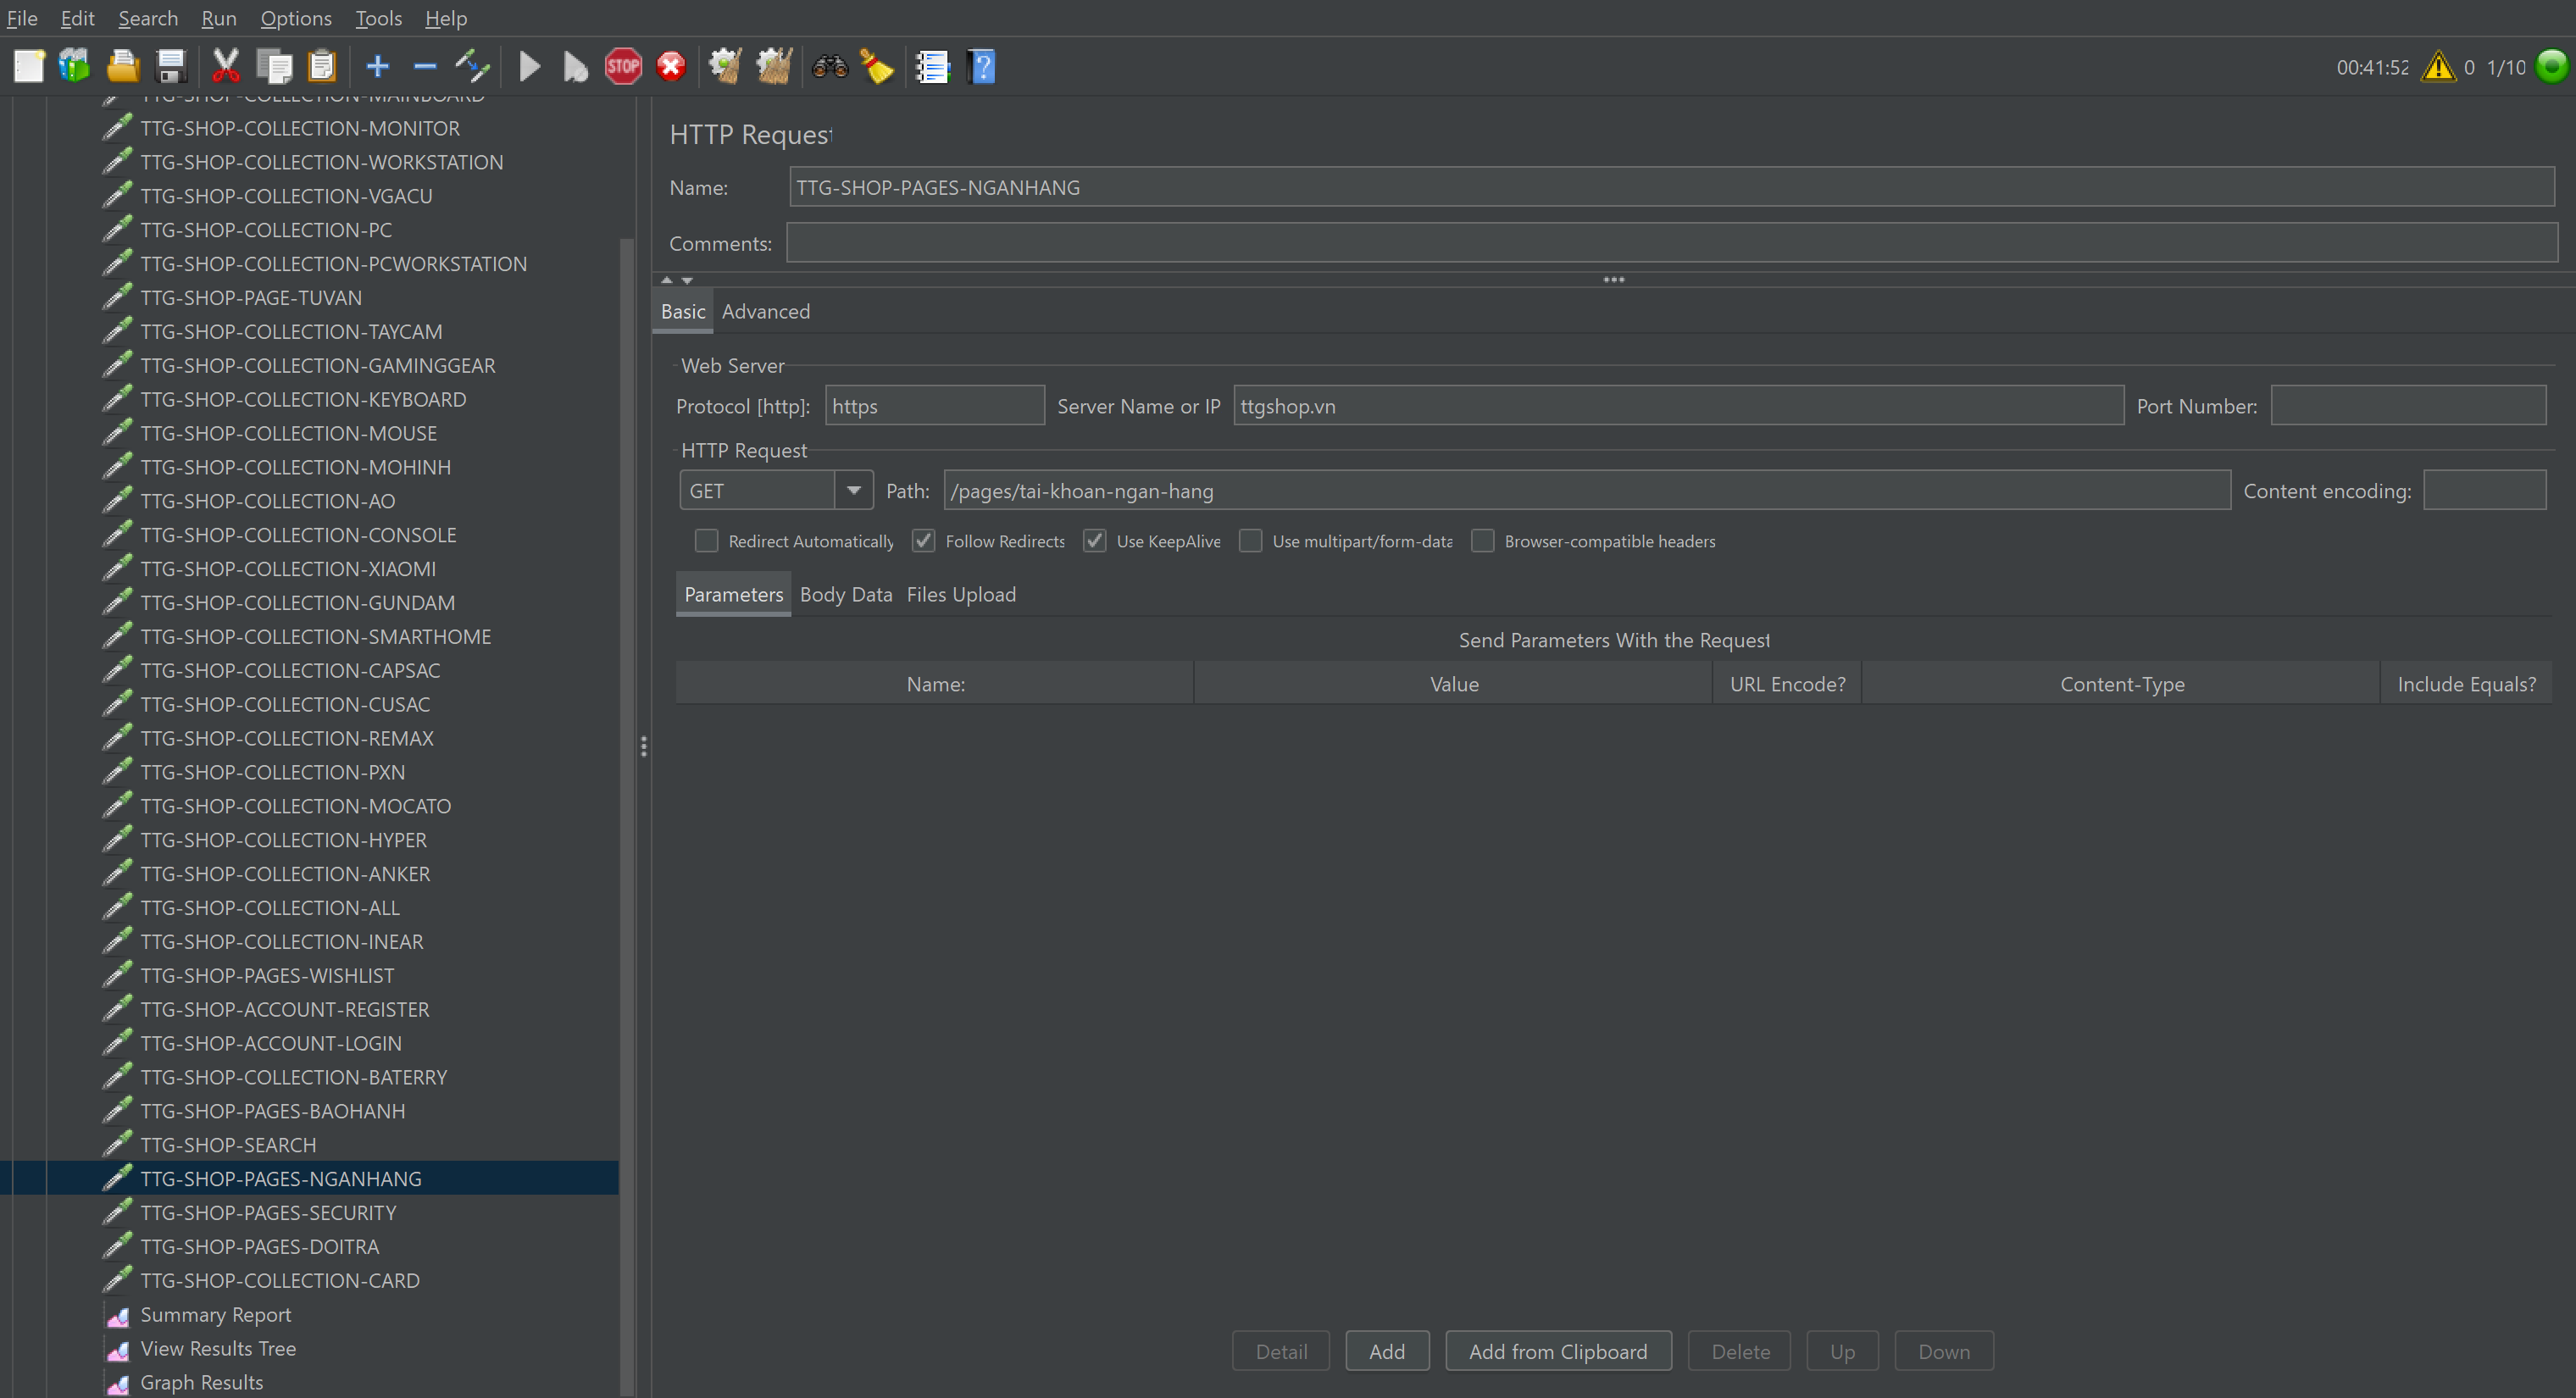 File Edit Search Run Options Tools Help
STOP
00:41:52 0 1/10
TTG-SHOP-COLLECTION-MAINBOARD
TTG-SHOP-COLLECTION-MONITOR
TTG-SHOP-COLLECTION-WORKSTATION
TTG-SHOP-COLLECTION-VGACU
TTG-SHOP-COLLECTION-PC
TTG-SHOP-COLLECTION-PCWORKSTATION
TTG-SHOP-PAGE-TUVAN
TTG-SHOP-COLLECTION-TAYCAM
TTG-SHOP-COLLECTION-GAMINGGEAR
TTG-SHOP-COLLECTION-KEYBOARD
TTG-SHOP-COLLECTION-MOUSE
TTG-SHOP-COLLECTION-MOHINH
TTG-SHOP-COLLECTION-AO
TTG-SHOP-COLLECTION-CONSOLE
TTG-SHOP-COLLECTION-XIAOMI
TTG-SHOP-COLLECTION-GUNDAM
TTG-SHOP-COLLECTION-SMARTHOME
TTG-SHOP-COLLECTION-CAPSAC
TTG-SHOP-COLLECTION-CUSAC
TTG-SHOP-COLLECTION-REMAX
TTG-SHOP-COLLECTION-PXN
TTG-SHOP-COLLECTION-MOCATO
TTG-SHOP-COLLECTION-HYPER
TTG-SHOP-COLLECTION-ANKER
TTG-SHOP-COLLECTION-ALL
TTG-SHOP-COLLECTION-INEAR
TTG-SHOP-PAGES-WISHLIST
TTG-SHOP-ACCOUNT-REGISTER
TTG-SHOP-ACCOUNT-LOGIN
TTG-SHOP-COLLECTION-BATERRY
TTG-SHOP-PAGES-BAOHANH
TTG-SHOP-SEARCH
TTG-SHOP-PAGES-NGANHANG
TTG-SHOP-PAGES-SECURITY
TTG-SHOP-PAGES-DOITRA
TTG-SHOP-COLLECTION-CARD
Summary Report
View Results Tree
Graph Results
HTTP Request
Name: TTG-SHOP-PAGES-NGANHANG
Comments:
Basic Advanced
Web Server
Protocol [http]: https Server Name or IP ttgshop.vn Port Number:
HTTP Request
GET Path: /pages/tai-khoan-ngan-hang Content encoding:
Redirect Automatically Follow Redirects Use KeepAlive Use multipart/form-data Browser-compatible headers
Parameters Body Data Files Upload
Send Parameters With the Request
Name: Value URL Encode? Content-Type Include Equals?
Detail Add Add from Clipboard Delete Up Down